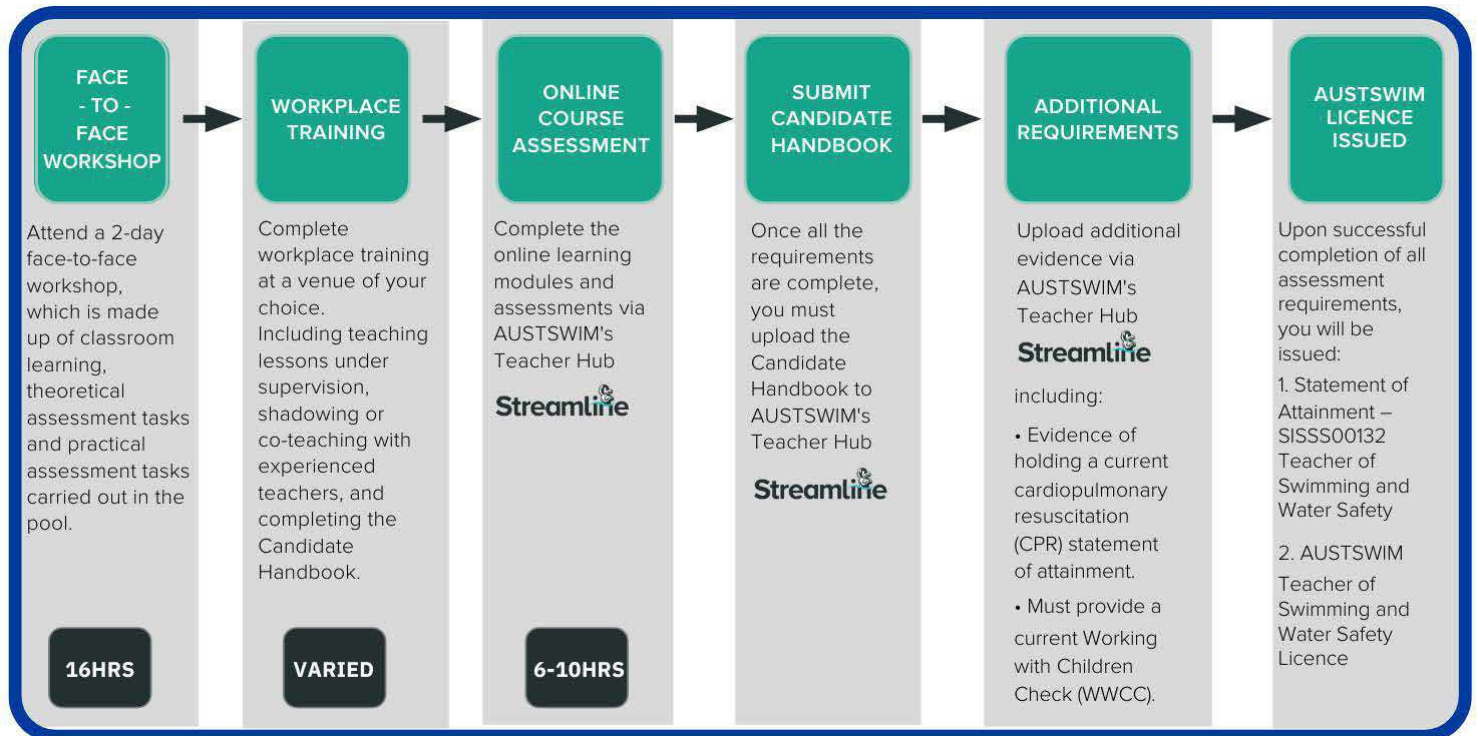 FACE
- TO -
FACE
WORKSHOP
Attend a 2-day
face-to-face
workshop,
which is made
up of classroom
learning,
theoretical
assessment tasks
and practical
assessment tasks
carried out in the
pool.
16HRS
WORKPLACE
TRAINING
Complete
workplace training
at a venue of your
choice.
Including teaching
lessons under
supervision,
shadowing or
co-teaching with
experienced
teachers, and
completing the
Candidate
Handbook.
VARIED
ONLINE
COURSE
ASSESSMENT
Complete the
online learning
modules and
assessments via
AUSTSWIM's
Teacher Hub
Streamline
6-10HRS
SUBMIT
CANDIDATE
HANDBOOK
Once all the
requirements
are complete,
you must
upload the
Candidate
Handbook to
AUSTSWIM's
Teacher Hub
Streamline
ADDITIONAL
REQUIREMENTS
Upload additional
evidence via
AUSTSWIM's
Teacher Hub
Streamline
including:
• Evidence of
holding a current
cardiopulmonary
resuscitation
(CPR) statement
of attainment.
• Must provide a
current Working
with Children
Check (WWCC).
AUSTSWIM
LICENCE
ISSUED
Upon successful
completion of all
assessment
requirements,
you will be
issued:
1. Statement of
Attainment –
SISSS00132
Teacher of
Swimming and
Water Safety
2. AUSTSWIM
Teacher of
Swimming and
Water Safety
Licence